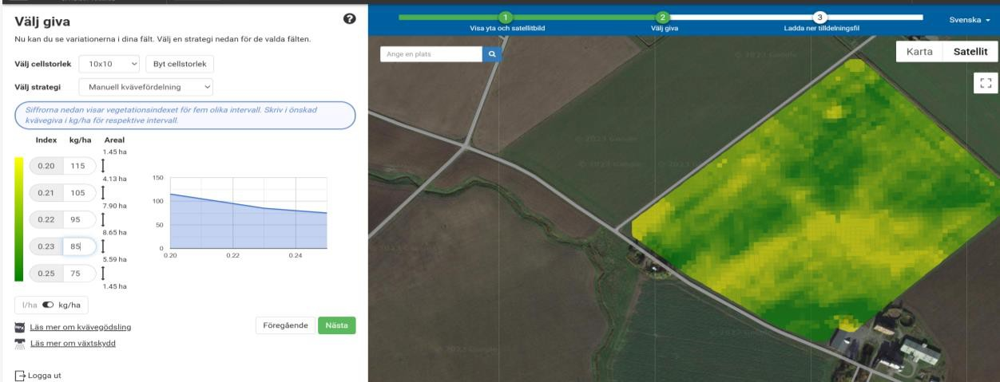 Välj giva
Nu kan du se variationerna i dina fält. Välj en strategi nedan för de valda fälten.
Välj cellstorlek 10x10 Byt cellstorlek
Välj strategi Manuell kvävefördelning
Siffrorna nedan visar vegetationsindexet för fem olika intervall. Skriv i önskad
kvävegiva i kg/ha för respektive intervall.
Index kg/ha Areal
1.45 ha
0.20 115
4.13 ha
0.21 105
7.90 ha
0.22 95
8.65 ha
0.23 85
5.59 ha
0.25 75
1.45 ha
150
100
50
0
0.20 0.22 0.24
l/ha kg/ha
Läs mer om kvävegödsling
Läs mer om växtskydd
Föregående Nästa
Logga ut
1 2 3
Visa yta och satellitbild Välj giva Ladda ner tilldelningsfil
Svenska
Ange en plats
Karta Satellit
© 2023 Google
© 2023 Google
© 2023 Google
© 2023 Google